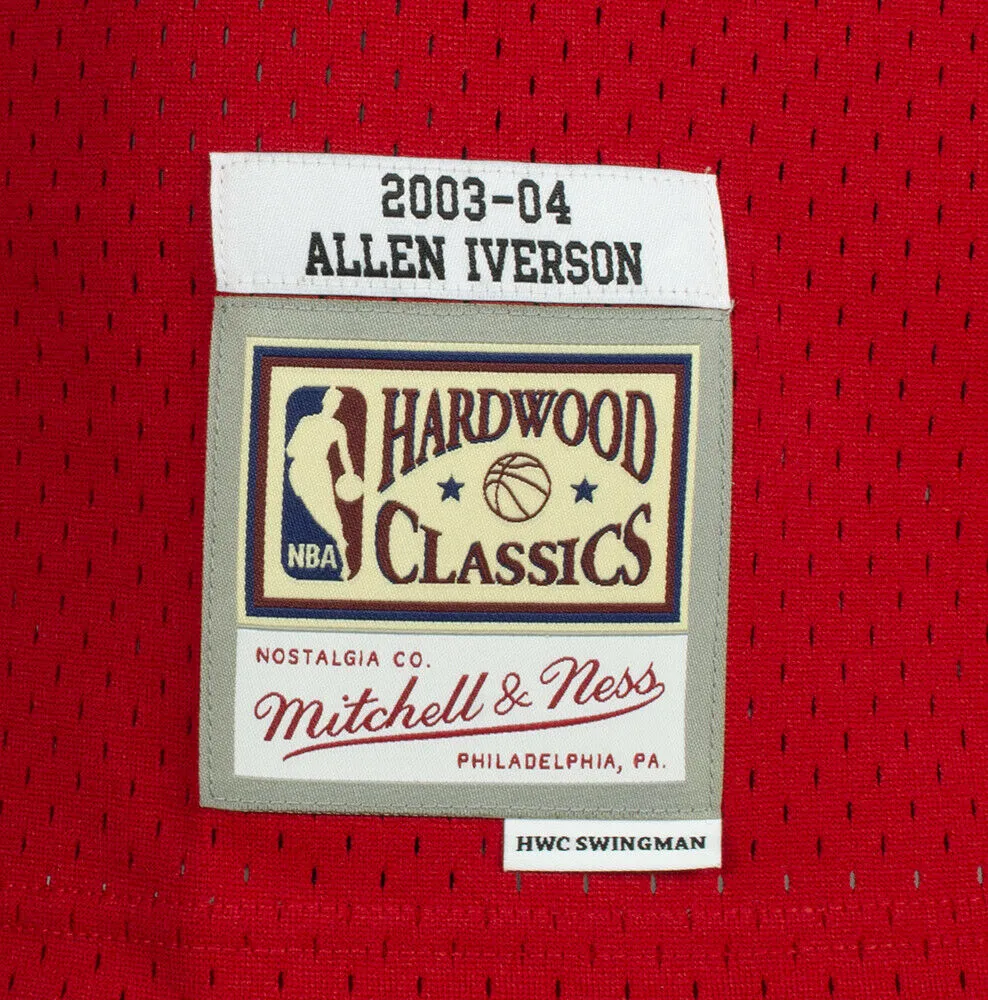 2003-04
ALLEN IVERSON
HARDWOOD
CLASSICS
NBA
NOSTALGIA CO.
Mitchell & Ness
PHILADELPHIA, PA.
HWC SWINGMAN